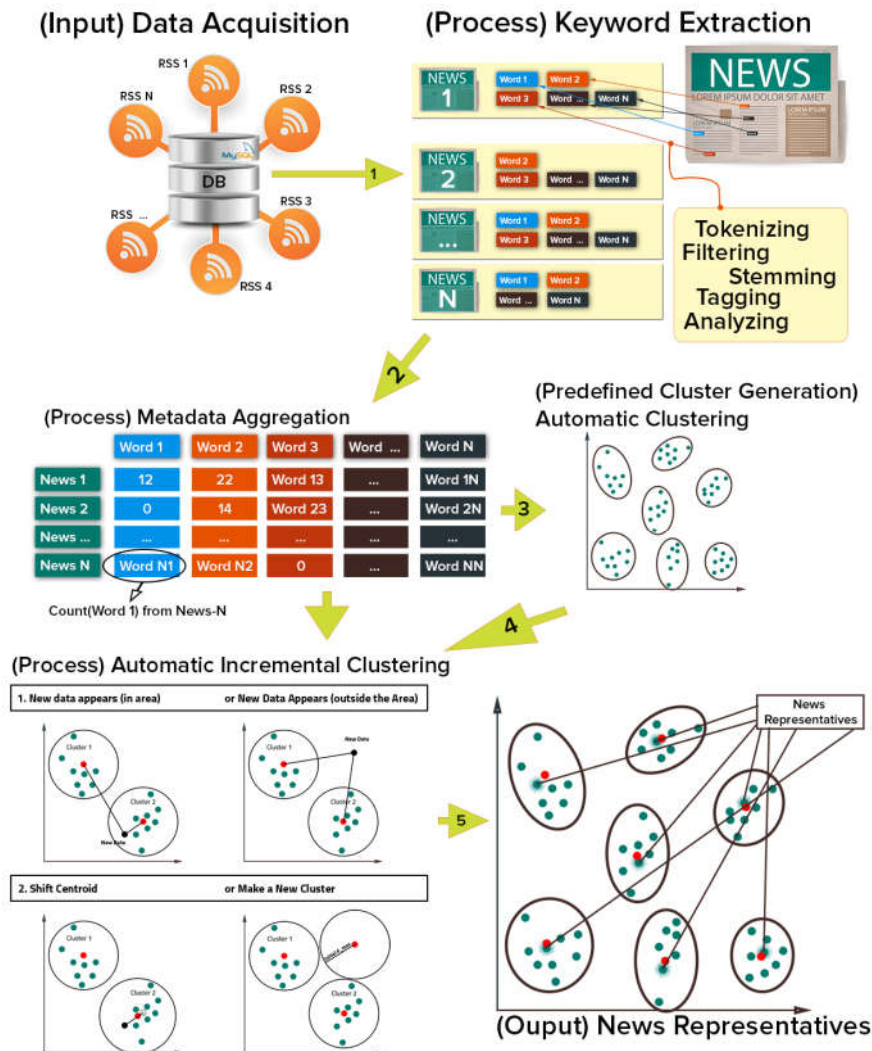 (Input) Data Acquisition
RSS 1
RSS 2
RSS N
MySQL
DB
RSS ...
RSS 3
RSS 4
1
(Process) Keyword Extraction
NEWS
1
Word 1
Word 2
Word 3
Word ...
Word N
NEWS
LOREM IPSUM DOLOR SIT AMET
NEWS
2
Word 2
Word 3
Word ...
Word N
NEWS
...
Word 1
Word 2
Word 3
Word ...
Word N
NEWS
N
Word 1
Word 2
Word ...
Word N
Tokenizing
Filtering
Stemming
Tagging
Analyzing
2
(Process) Metadata Aggregation
Word 1 Word 2 Word 3 Word ... Word N
News 1 12 22 Word 13 ... Word 1N
News 2 0 14 Word 23 ... Word 2N
News ... ... ... ... ... ...
News N Word N1 Word N2 0 ... Word NN
Count(Word 1) from News-N
3
(Predefined Cluster Generation)
Automatic Clustering
4
(Process) Automatic Incremental Clustering
1. New data appears (in area) or New Data Appears (outside the Area)
Cluster 1
Cluster 2
New Data
Cluster 1
New Data
Cluster 2
2. Shift Centroid or Make a New Cluster
Cluster 1
Cluster 2
Cluster 1
Cluster 2
5
News
Representatives
(Ouput) News Representatives